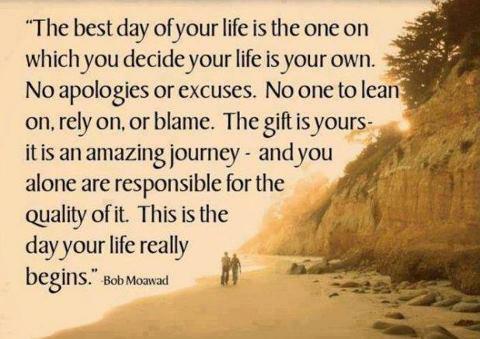 “The best day of your life is the one on
which you decide your life is your own.
No apologies or excuses. No one to lean
on, rely on, or blame. The gift is yours-
it is an amazing journey - and you
alone are responsible for the
quality of it. This is the
day your life really
begins.” -Bob Moawad